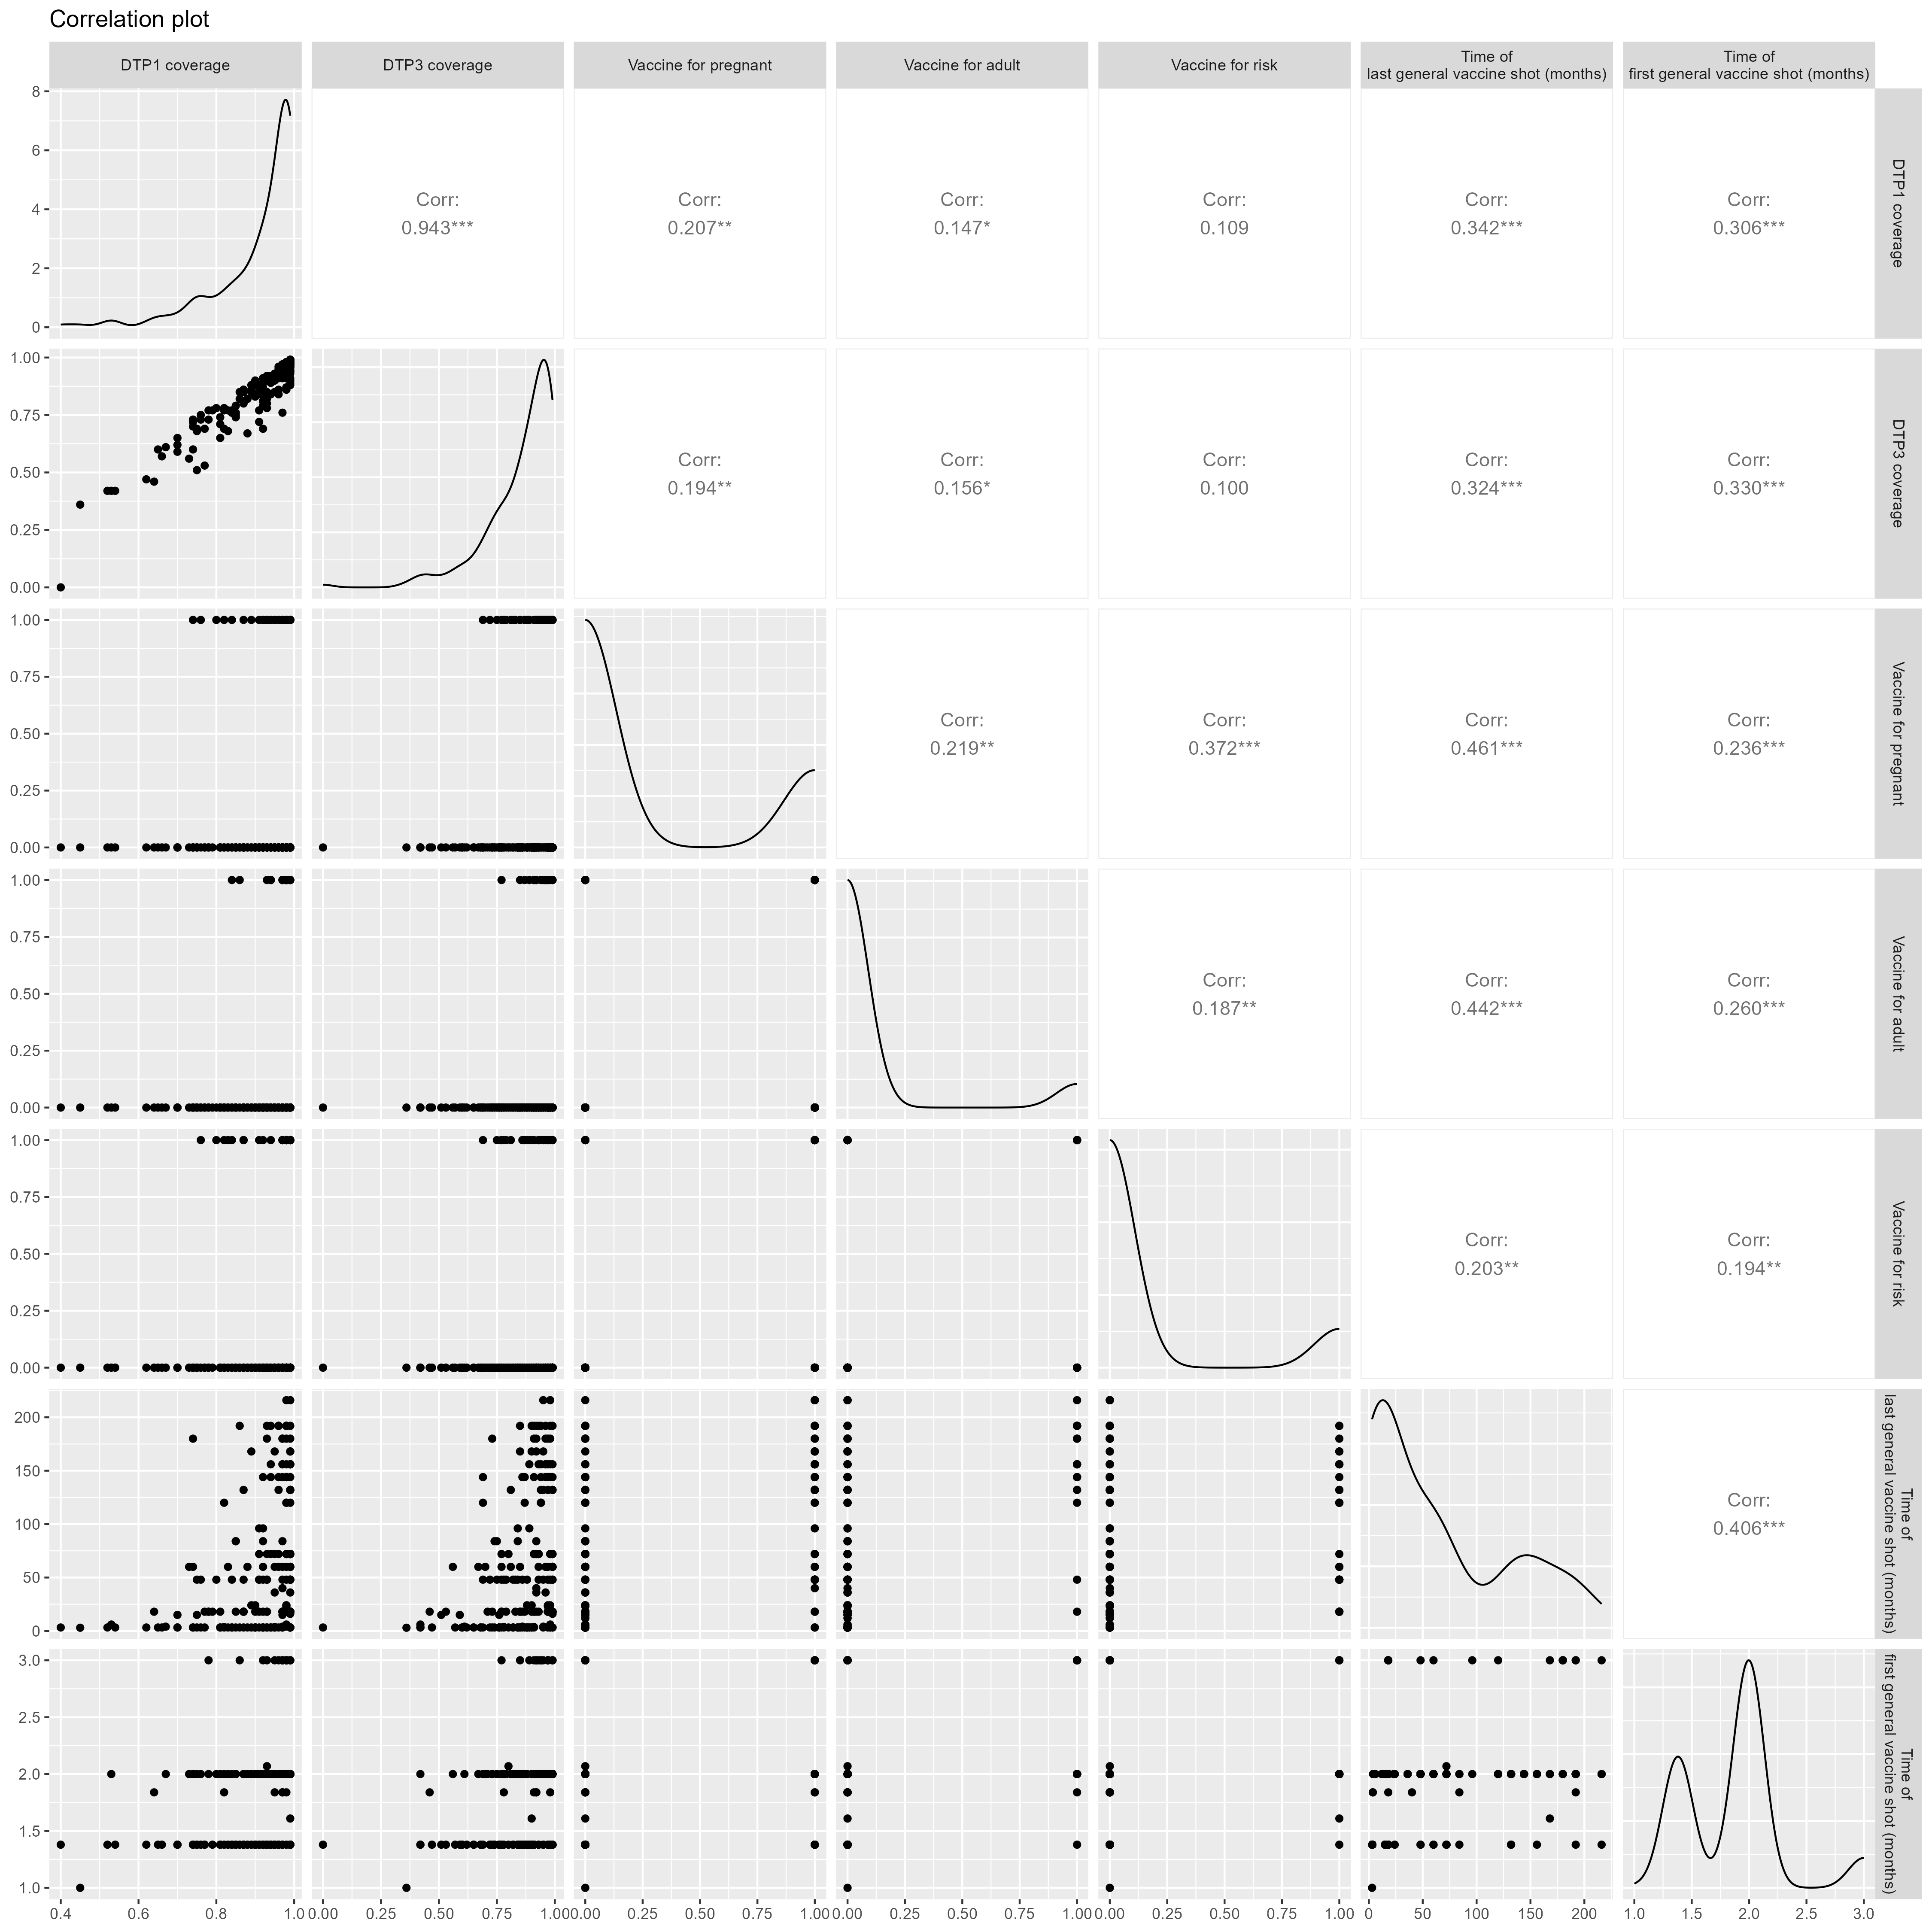 Correlation plot
DTP1 coverage
DTP3 coverage
Vaccine for pregnant
Vaccine for adult
Vaccine for risk
Time of
last general vaccine shot (months)
Time of
first general vaccine shot (months)
8
6
4
2
0
Corr:
0.943***
Corr:
0.207**
Corr:
0.147*
Corr:
0.109
Corr:
0.342***
Corr:
0.306***
DTP1 coverage
1.00
0.75
0.50
0.25
0.00
Corr:
0.194**
Corr:
0.156*
Corr:
0.100
Corr:
0.324***
Corr:
0.330***
DTP3 coverage
1.00
0.75
0.50
0.25
0.00
Corr:
0.219**
Corr:
0.372***
Corr:
0.461***
Corr:
0.236***
Vaccine for pregnant
1.00
0.75
0.50
0.25
0.00
Corr:
0.187**
Corr:
0.442***
Corr:
0.260***
Vaccine for adult
1.00
0.75
0.50
0.25
0.00
Corr:
0.203**
Corr:
0.194**
Vaccine for risk
200
150
100
50
0
Corr:
0.406***
Time of
last general vaccine shot (months)
3.0
2.5
2.0
1.5
1.0
Time of
first general vaccine shot (months)
0.4 0.6 0.8 1.0 0.00 0.25 0.50 0.75 1.00 0.00 0.25 0.50 0.75 1.00 0.00 0.25 0.50 0.75 1.00 0.00 0.25 0.50 0.75 1.00 0 50 100 150 200 1.0 1.5 2.0 2.5 3.0